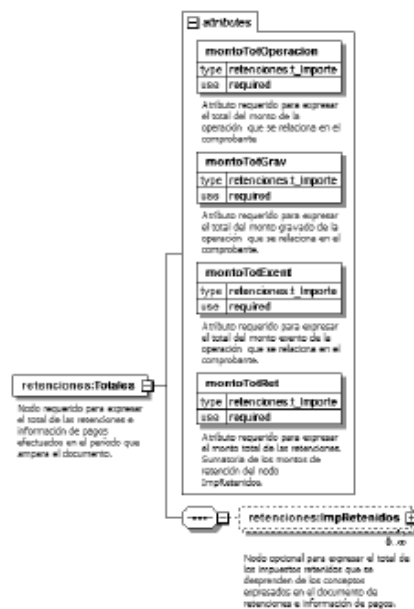 attributes
montoTotOperacion
type retenciones:t_Importe
use required
Atributo requerido para expresar
el total del monto de la
operación que se relaciona en el
comprobante
montoTotGrav
type retenciones:t_Importe
use required
Atributo requerido para expresar
el total del monto gravado de la
operación que se relaciona en el
comprobante.
montoTotExent
type retenciones:t_Importe
use required
Atributo requerido para expresar
el total del monto exento de la
operación que se relaciona en el
comprobante.
montoTotRet
type retenciones:t_Importe
use required
Atributo requerido para expresar
el monto total de las retenciones.
Sumatoria de los montos de
retención del nodo
ImpRetenidos.
retenciones:Totales
Nodo requerido para expresar
el total de las retenciones e
información de pagos
efectuados en el período que
ampara el documento.
retenciones:ImpRetenidos
0..∞
Nodo opcional para expresar el total de
los impuestos retenidos que se
desprenden de los conceptos
expresados en el documento de
retenciones e información de pagos.